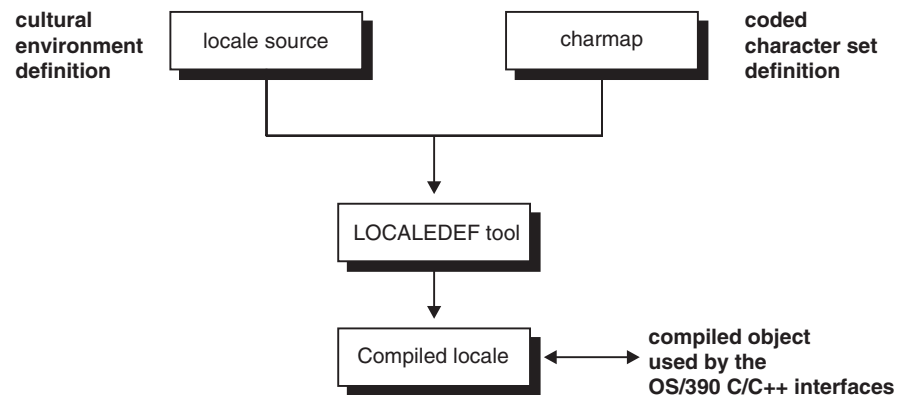 cultural
environment
definition
locale source
charmap
coded
character set
definition
LOCALEDEF tool
Compiled locale
compiled object
used by the
OS/390 C/C++ interfaces